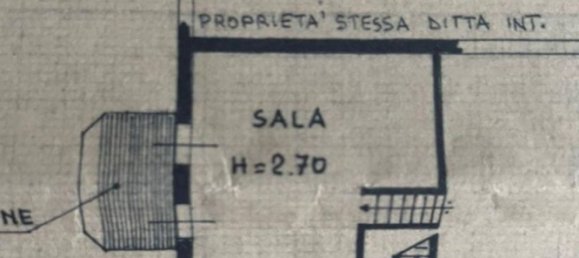 PROPRIETA' STESSA DITTA INT.
SALA
H=2.70
NE